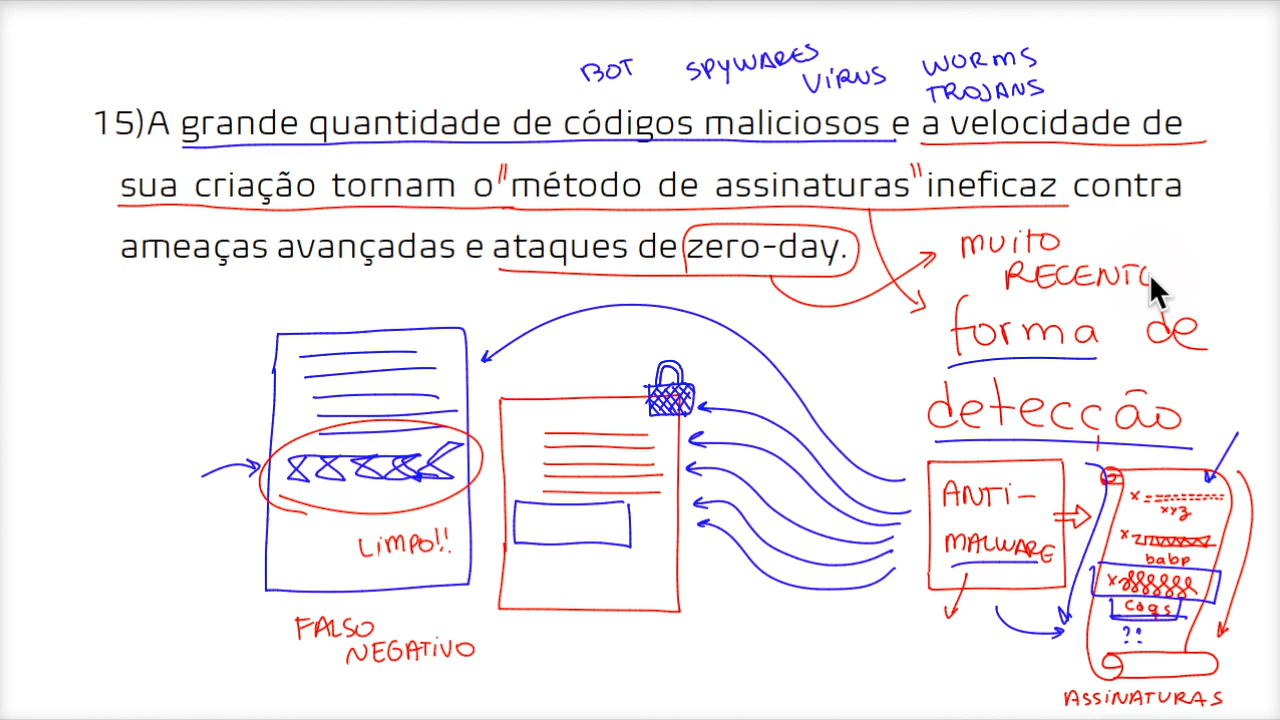 BOT SPYWARES VÍRUS WORMS
TROJANS
15)A grande quantidade de códigos maliciosos e a velocidade de
sua criação tornam o "método de assinaturas" ineficaz contra
ameaças avançadas e ataques de zero-day.
MUITO
RECENTO
forma de
detecção
ANTI-
MALWARE
x
xyz
x
babp
x
coqs
??
ASSINATURAS
LIMPO!!
FALSO
NEGATIVO